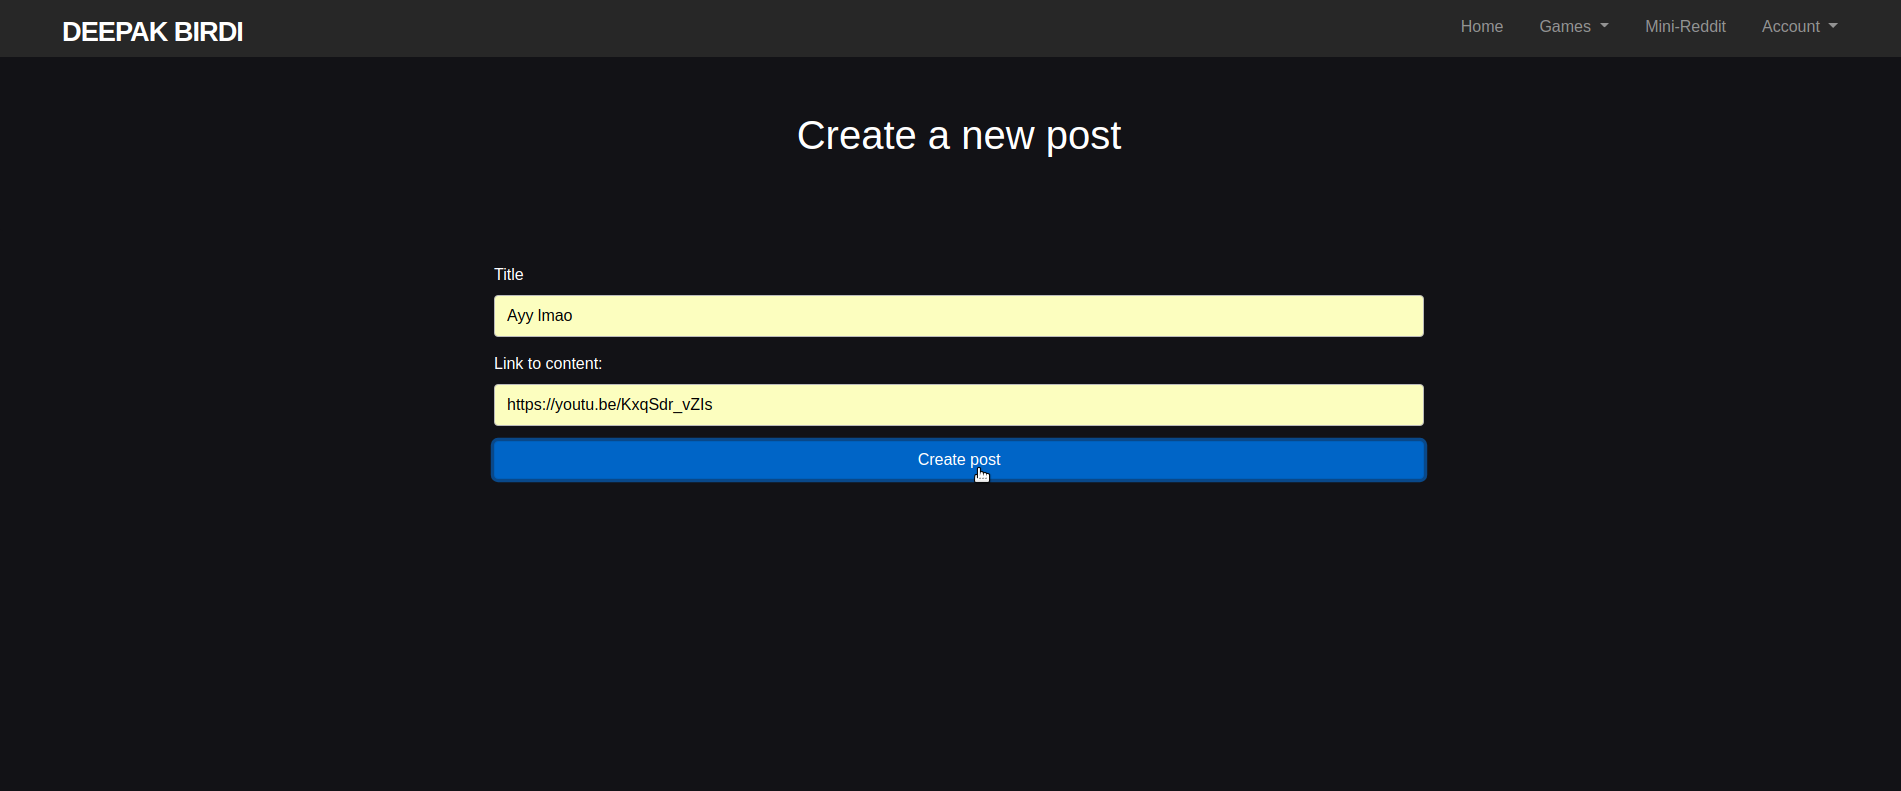 DEEPAK BIRDI
Home Games Mini-Reddit Account
Create a new post
Title
Ayy lmao
Link to content:
https://youtu.be/KxqSdr_vZIs
Create post